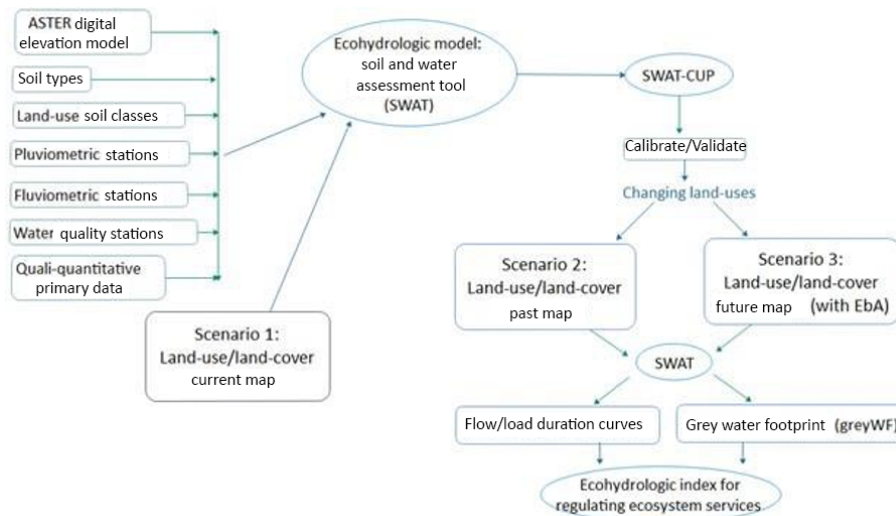 ASTER digital
elevation model
Soil types
Land-use soil classes
Pluviometric stations
Fluviometric stations
Water quality stations
Quali-quantitative
primary data
Scenario 1:
Land-use/land-cover
current map
Ecohydrologic model:
soil and water
assessment tool
(SWAT)
SWAT-CUP
Calibrate/Validate
Changing land-uses
Scenario 2:
Land-use/land-cover
past map
Scenario 3:
Land-use/land-cover
future map (with EbA)
SWAT
Flow/load duration curves
Grey water footprint (greyWF)
Ecohydrologic index for
regulating ecosystem services